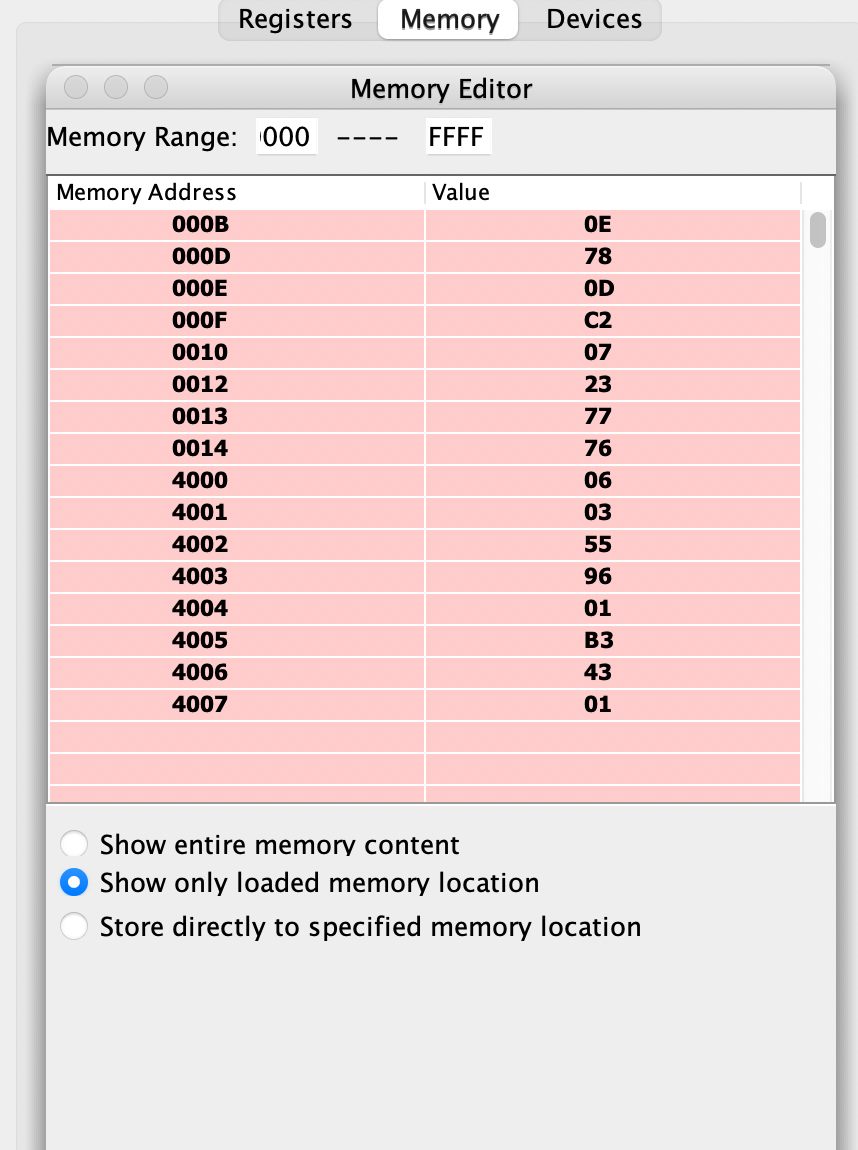 Registers Memory Devices
Memory Editor
Memory Range: 000 ---- FFFF
Memory Address Value
000B 0E
000D 78
000E 0D
000F C2
0010 07
0012 23
0013 77
0014 76
4000 06
4001 03
4002 55
4003 96
4004 01
4005 B3
4006 43
4007 01
Show entire memory content
Show only loaded memory location
Store directly to specified memory location